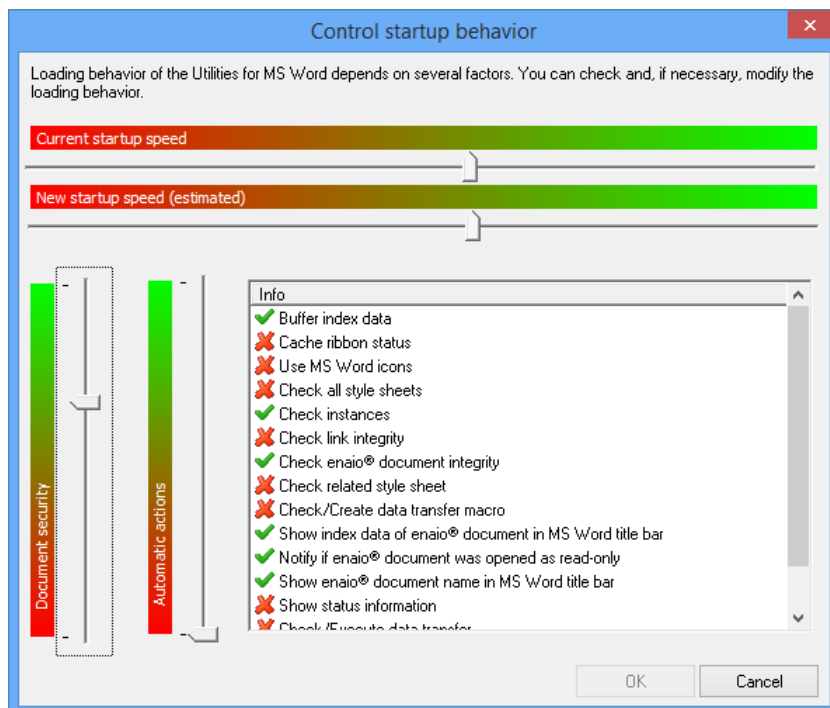 Control startup behavior
Loading behavior of the Utilities for MS Word depends on several factors. You can check and, if necessary, modify the
loading behavior.
Current startup speed
New startup speed (estimated)
Document security
Automatic actions
Info
Buffer index data
Cache ribbon status
Use MS Word icons
Check all style sheets
Check instances
Check link integrity
Check enaio® document integrity
Check related style sheet
Check/Create data transfer macro
Show index data of enaio® document in MS Word title bar
Notify if enaio® document was opened as read-only
Show enaio® document name in MS Word title bar
Show status information
Check/Execute data transfer
OK
Cancel